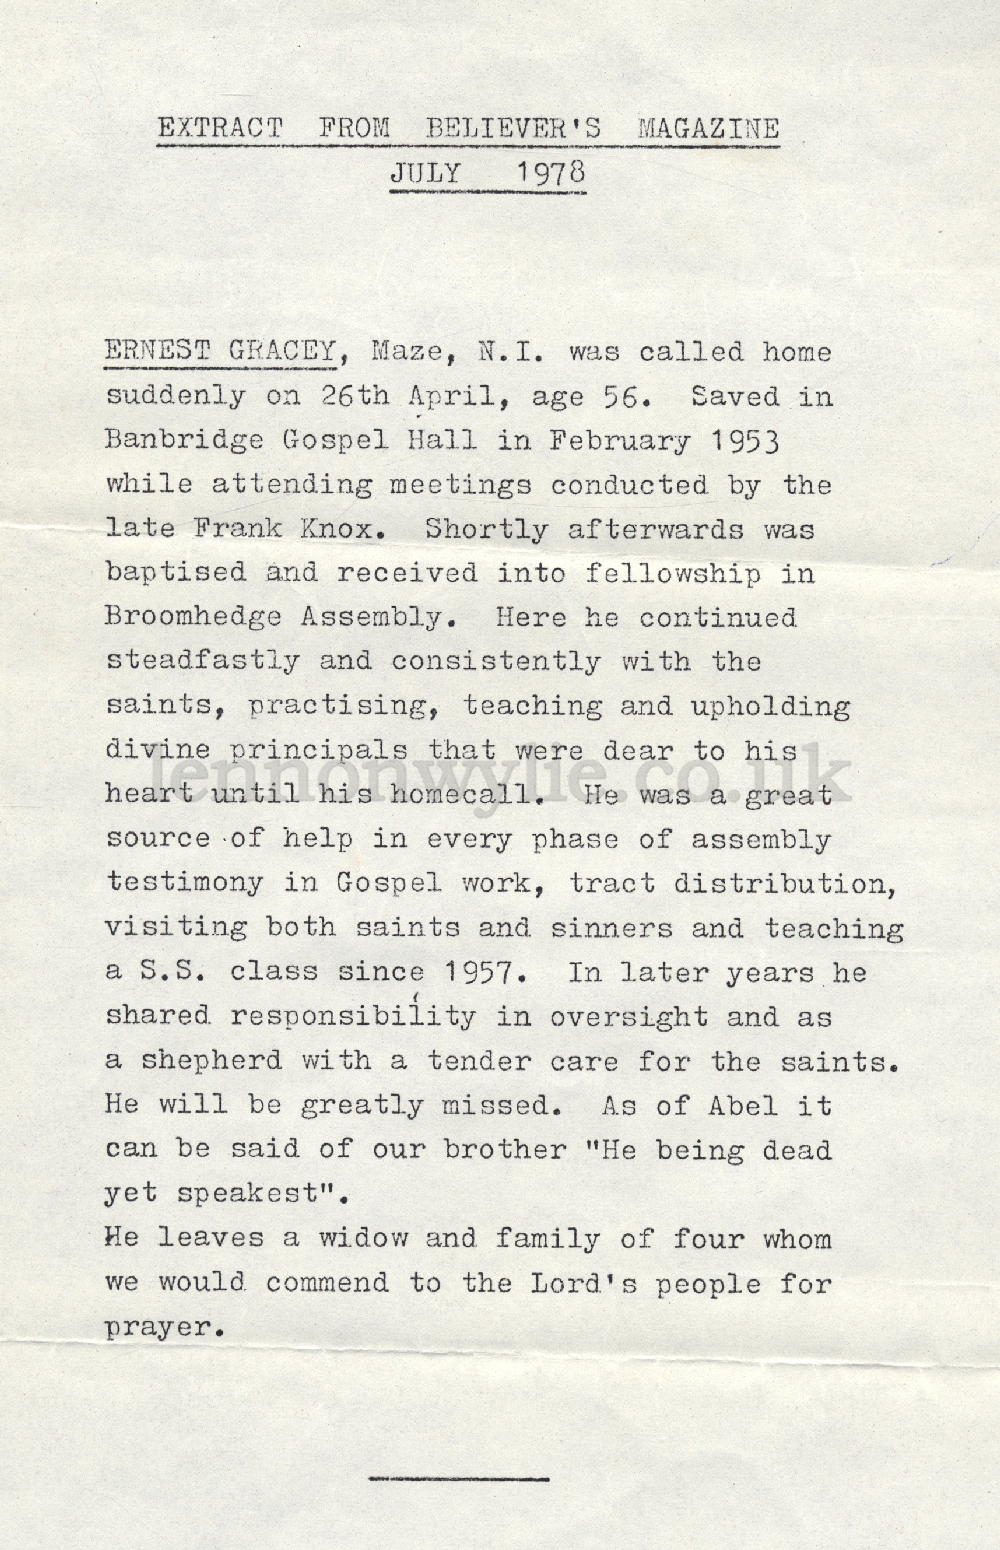 EXTRACT FROM BELIEVER'S MAGAZINE
JULY 1978
ERNEST GRACEY, Maze, N.I. was called home
suddenly on 26th April, age 56. Saved in
Banbridge Gospel Hall in February 1953
while attending meetings conducted by the
late Frank Knox. Shortly afterwards was
baptised and received into fellowship in
Broomhedge Assembly. Here he continued
steadfastly and consistently with the
saints, practising, teaching and upholding
divine principals that were dear to his
lennonwylie.co.uk
heart until his homecall. He was a great
source of help in every phase of assembly
testimony in Gospel work, tract distribution,
visiting both saints and sinners and teaching
a S.S. class since 1957. In later years he
shared responsibility in oversight and as
a shepherd with a tender care for the saints.
He will be greatly missed. As of Abel it
can be said of our brother "He being dead
yet speakest".
He leaves a widow and family of four whom
we would commend to the Lord's people for
prayer.